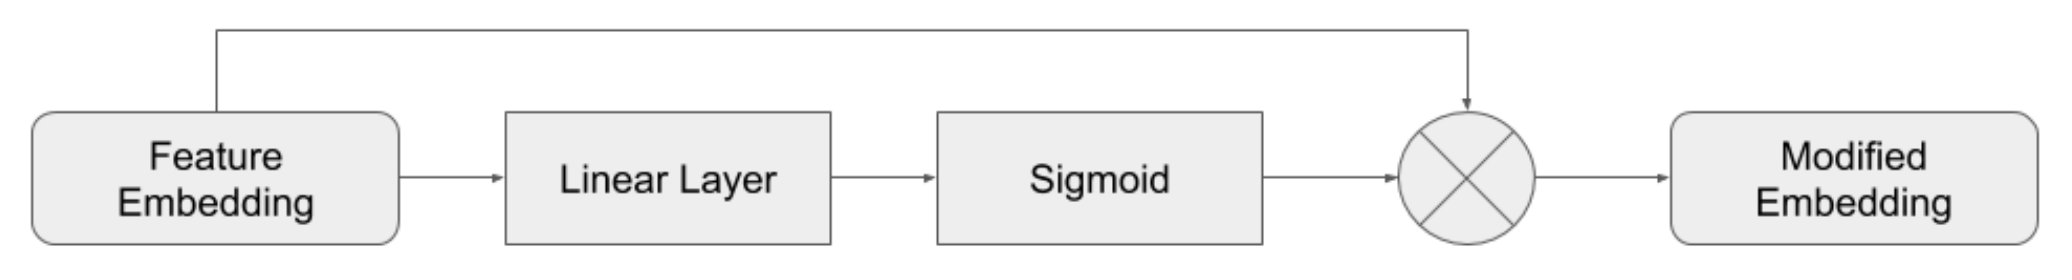 Feature
Embedding
Linear Layer
Sigmoid
Modified
Embedding